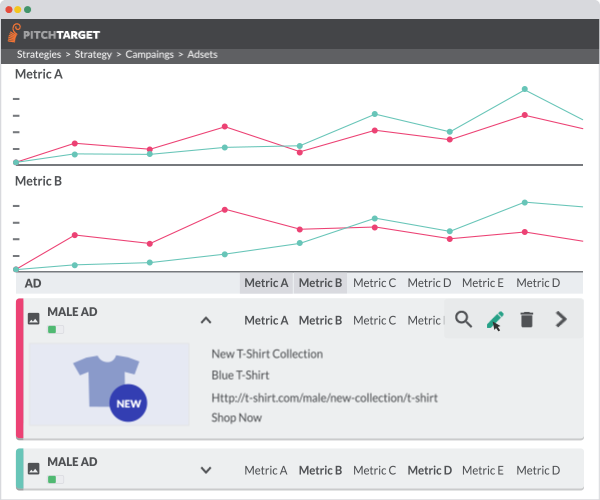 PITCHTARGET
Strategies > Strategy > Campaings > Adsets
Metric A
Metric B
AD Metric A Metric B Metric C Metric D Metric E Metric D
MALE AD
Metric A Metric B Metric C Metric
New T-Shirt Collection
Blue T-Shirt
Http://t-shirt.com/male/new-collection/t-shirt
Shop Now
NEW
MALE AD
Metric A Metric B Metric C Metric D Metric E Metric D